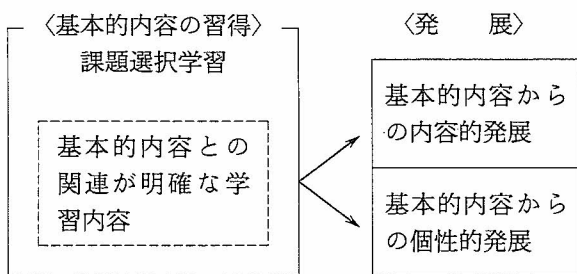 〈基本的内容の習得〉
課題選択学習
基本的内容との
関連が明確な学
習内容
〈発　展〉
基本的内容から
の内容的発展
基本的内容から
の個性的発展